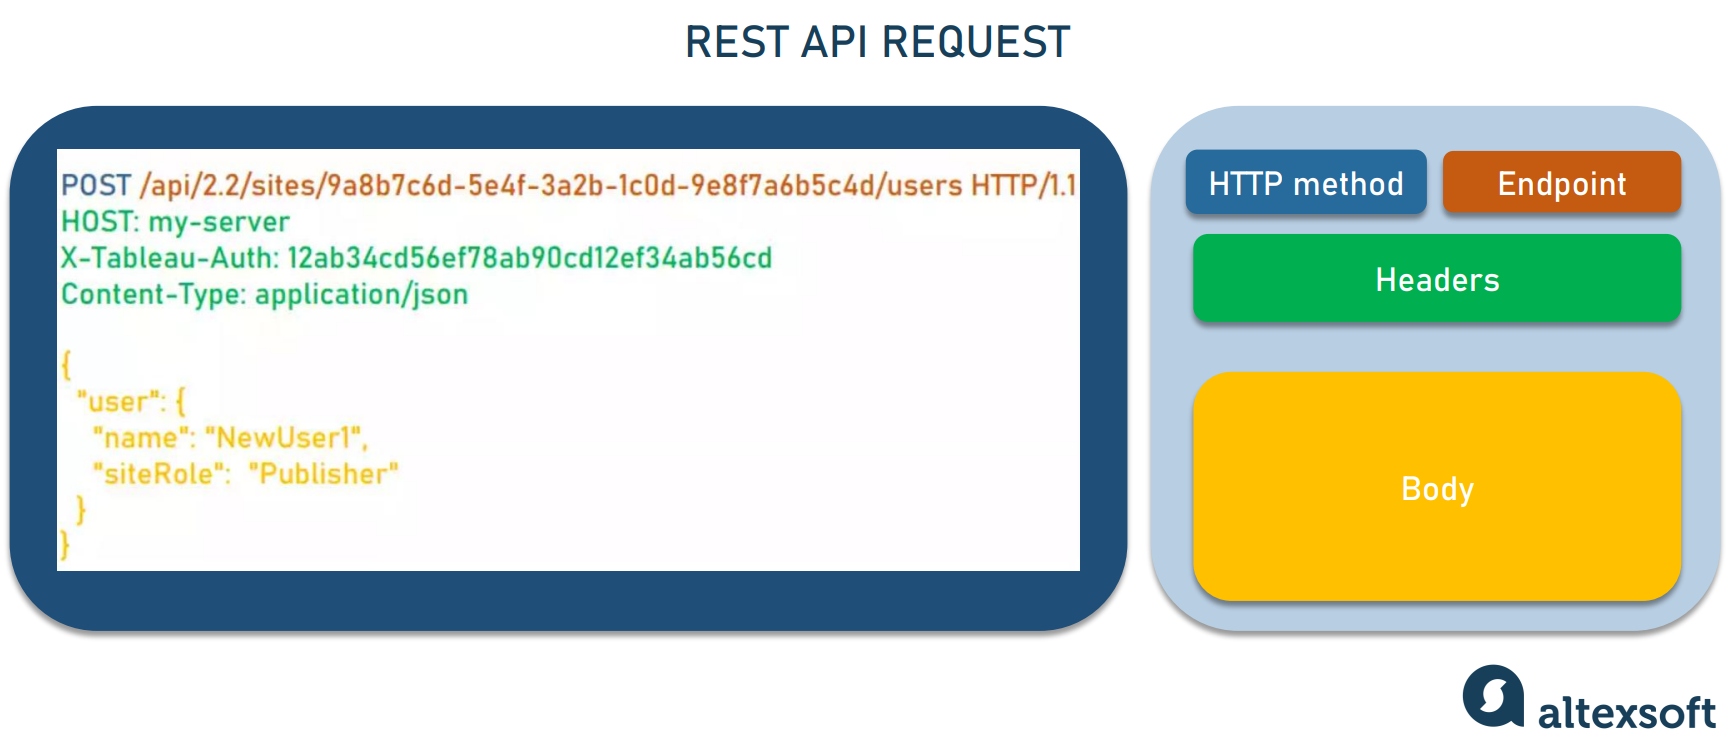 REST API REQUEST
POST /api/2.2/sites/9a8b7c6d-5e4f-3a2b-1c0d-9e8f7a6b5c4d/users HTTP/1.1
HOST: my-server
X-Tableau-Auth: 12ab34cd56ef78ab90cd12ef34ab56cd
Content-Type: application/json
{
"user": {
"name": "NewUser1",
"siteRole": "Publisher"
}
}
HTTP method
Endpoint
Headers
Body
altexsoft